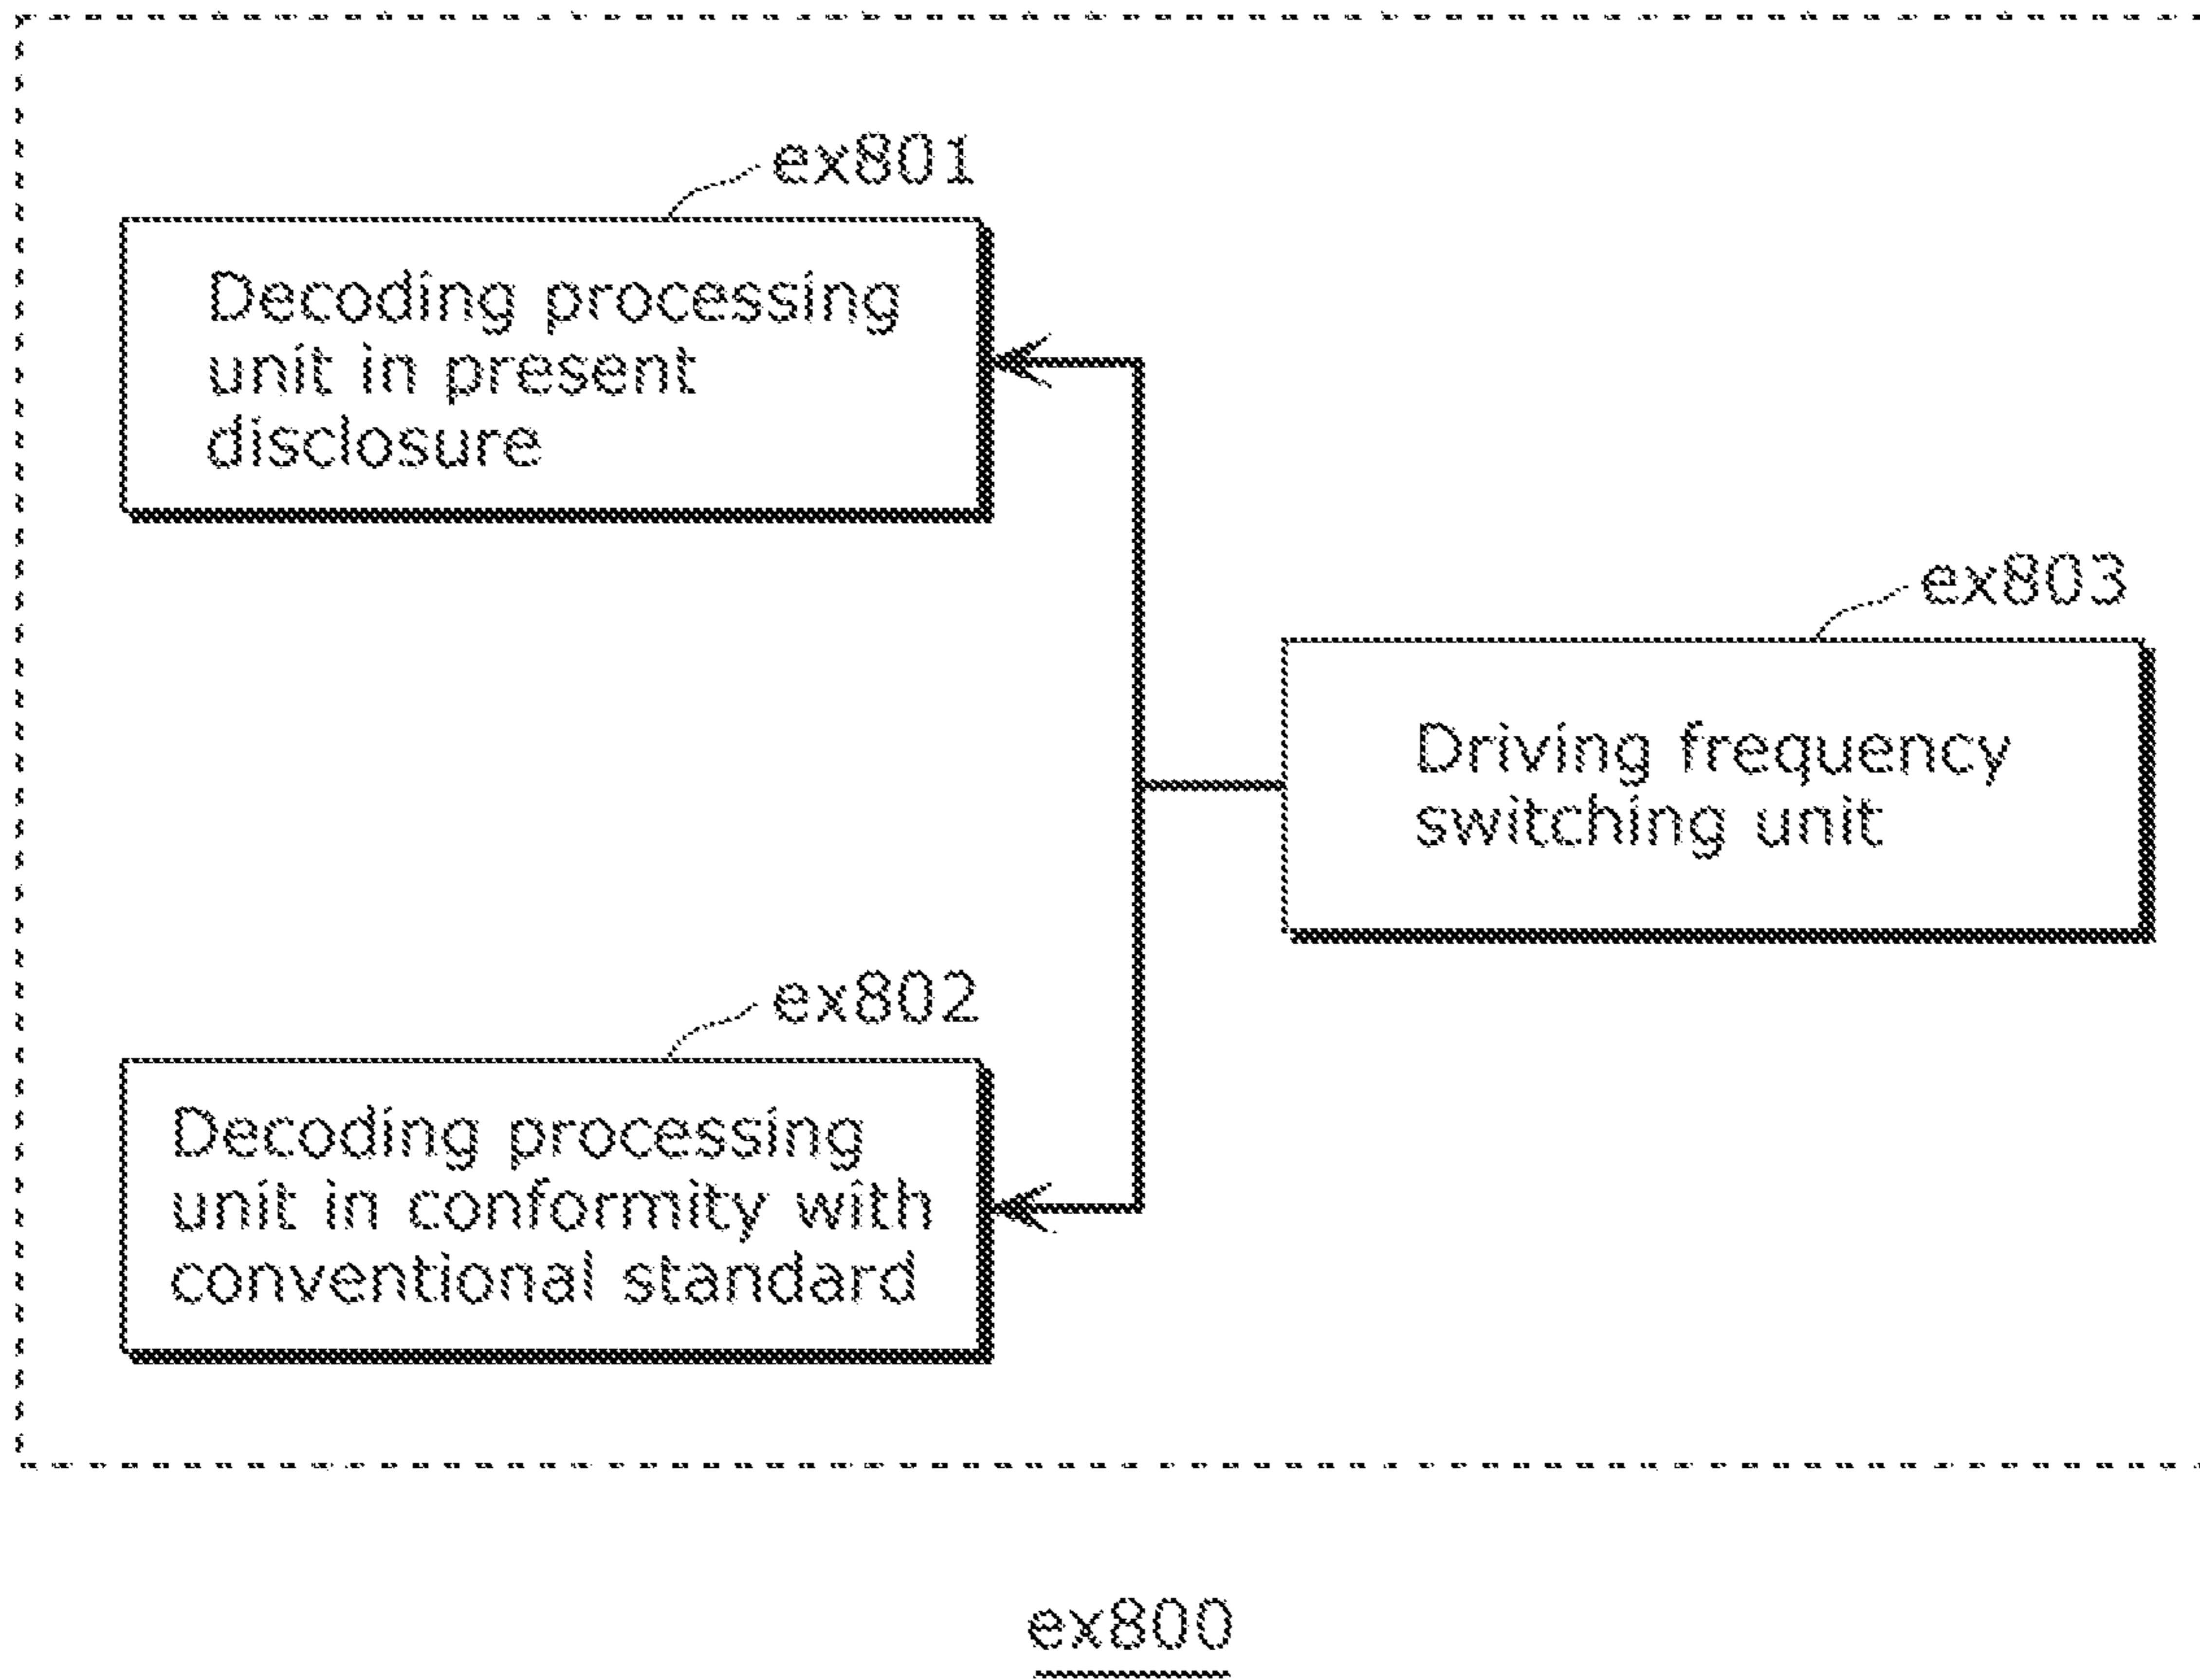 ex801
Decoding processing
unit in present
disclosure
ex803
Driving frequency
switching unit
ex802
Decoding processing
unit in conformity with
conventional standard
ex800